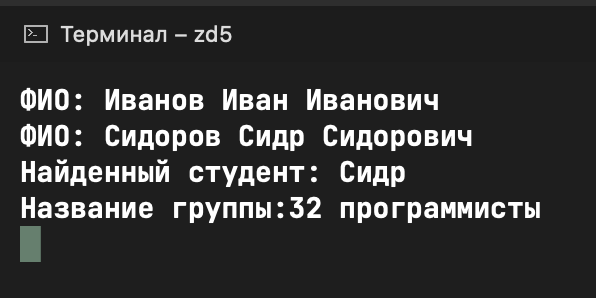 Терминал – zd5
ФИО: Иванов Иван Иванович
ФИО: Сидоров Сидр Сидорович
Найденный студент: Сидр
Название группы:32 программисты